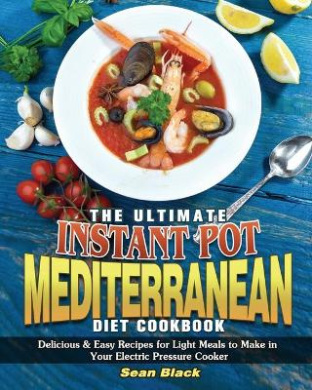 THE ULTIMATE
INSTANT POT
MEDITERRANEAN
DIET COOKBOOK
Delicious & Easy Recipes for Light Meals to Make in
Your Electric Pressure Cooker
Sean Black